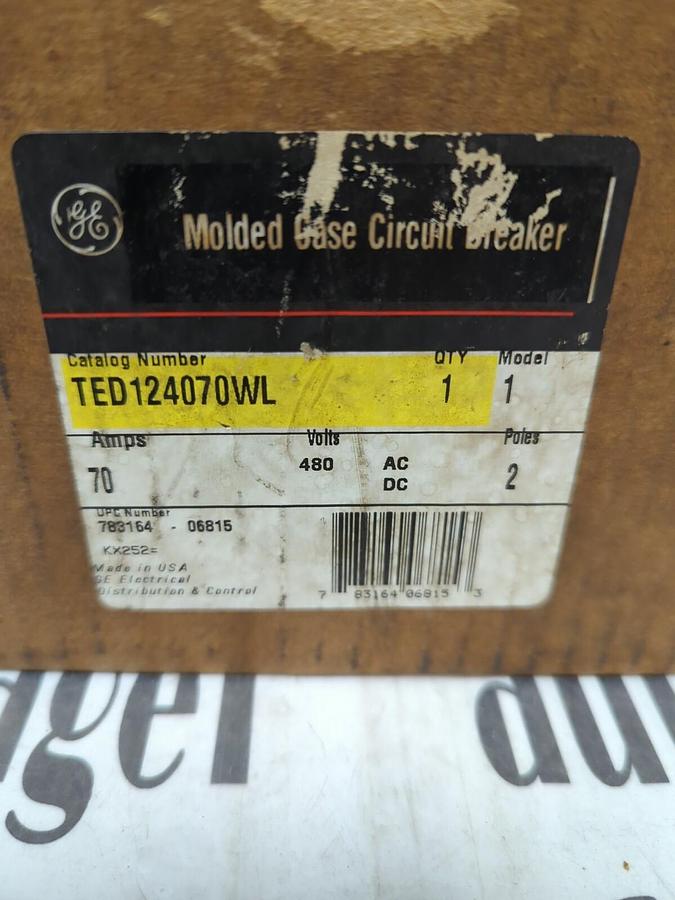 GE
Molded Case Circuit Breaker
Catalog Number QTY Model
TED124070WL 1 1
Amps Volts Poles
70 480 AC 2
DC
UPC Number
783164 - 06815
KX252=
Made in USA
GE Electrical
Distribution & Control
7 83164 06815 3